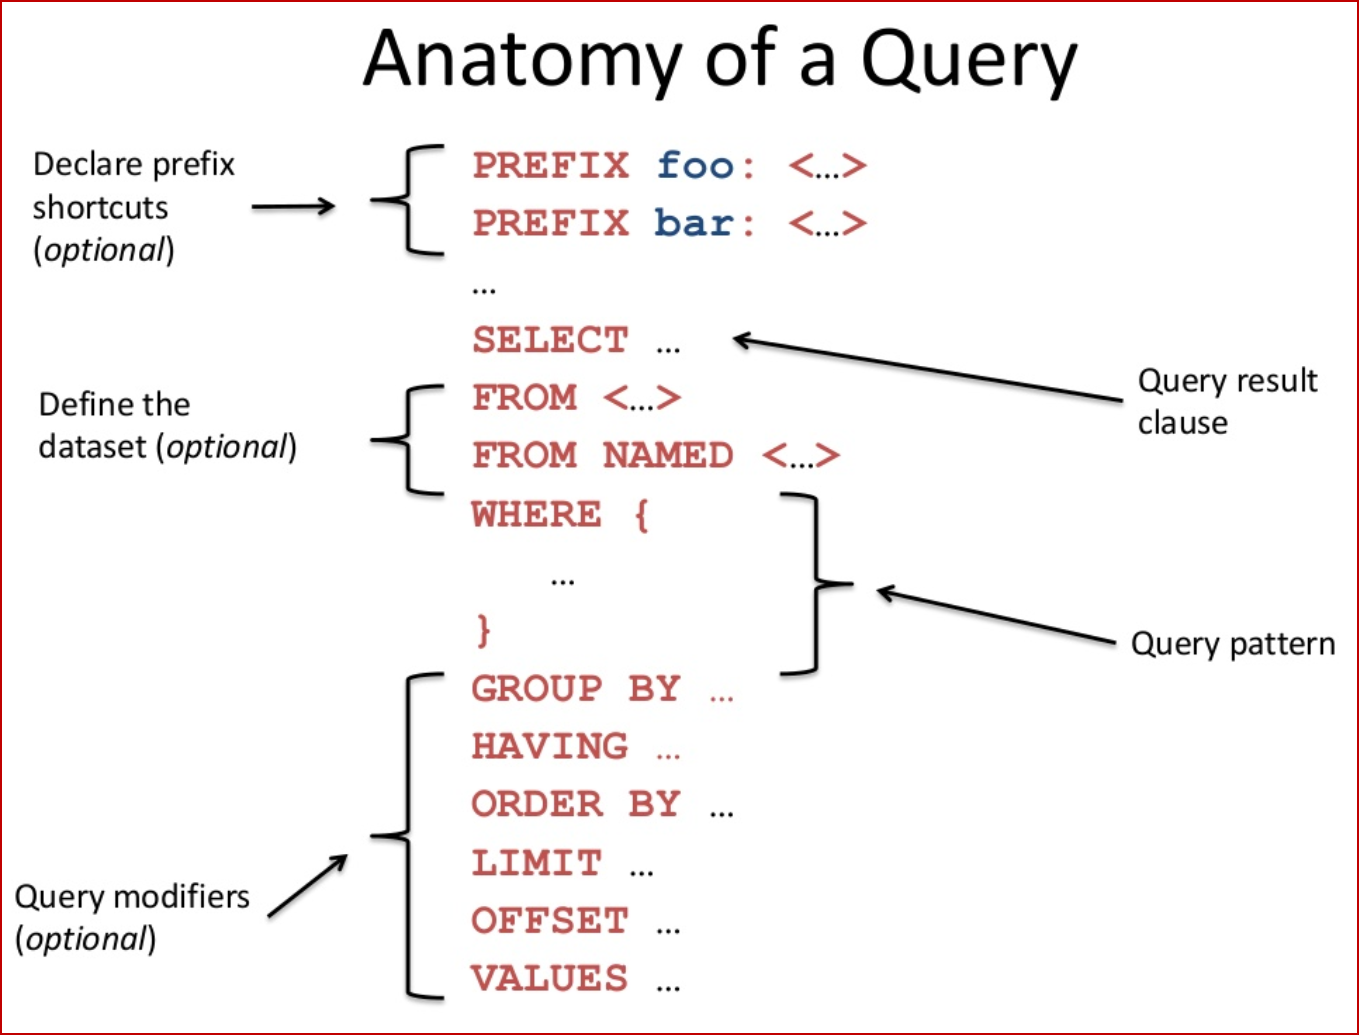 Anatomy of a Query
Declare prefix
shortcuts
(optional)
PREFIX foo: <…>
PREFIX bar: <…>
…
SELECT …
Query result
clause
Define the
dataset (optional)
FROM <…>
FROM NAMED <…>
WHERE {
…
}
Query pattern
GROUP BY …
HAVING …
ORDER BY …
LIMIT …
OFFSET …
VALUES …
Query modifiers
(optional)